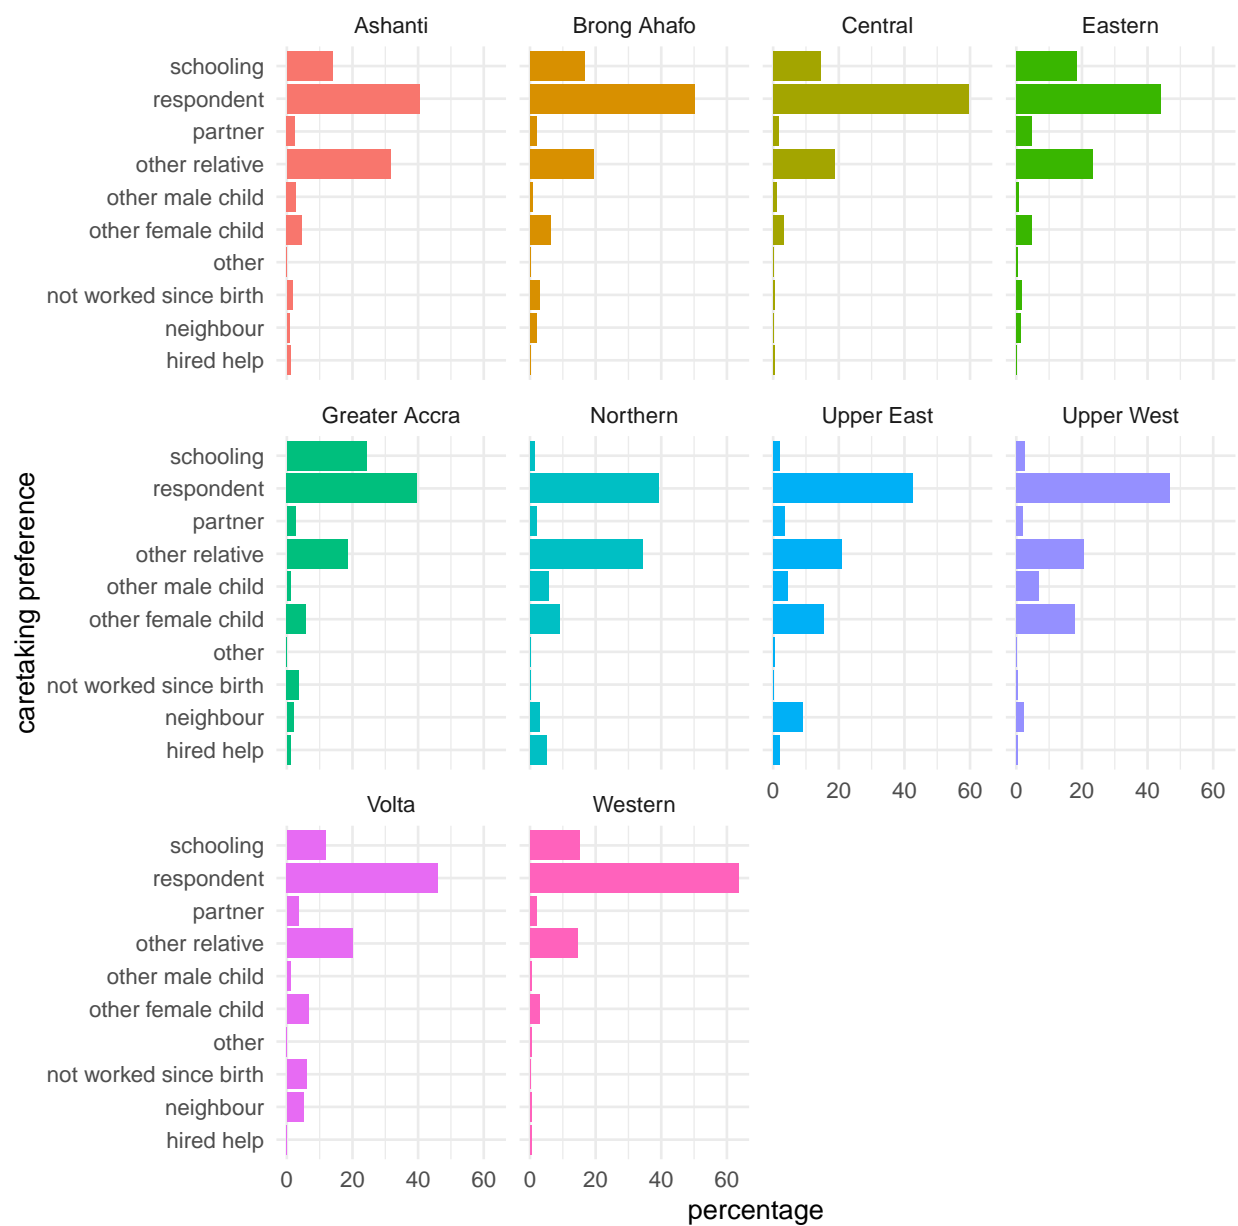 Ashanti Brong Ahafo Central Eastern
schooling
respondent
partner
other relative
other male child
other female child
other
not worked since birth
neighbour
hired help
Greater Accra Northern Upper East Upper West
schooling
respondent
partner
other relative
other male child
other female child
other
not worked since birth
neighbour
hired help
0 20 40 60 0 20 40 60
Volta Western
schooling
respondent
partner
other relative
other male child
other female child
other
not worked since birth
neighbour
hired help
0 20 40 60 0 20 40 60
percentage
caretaking preference